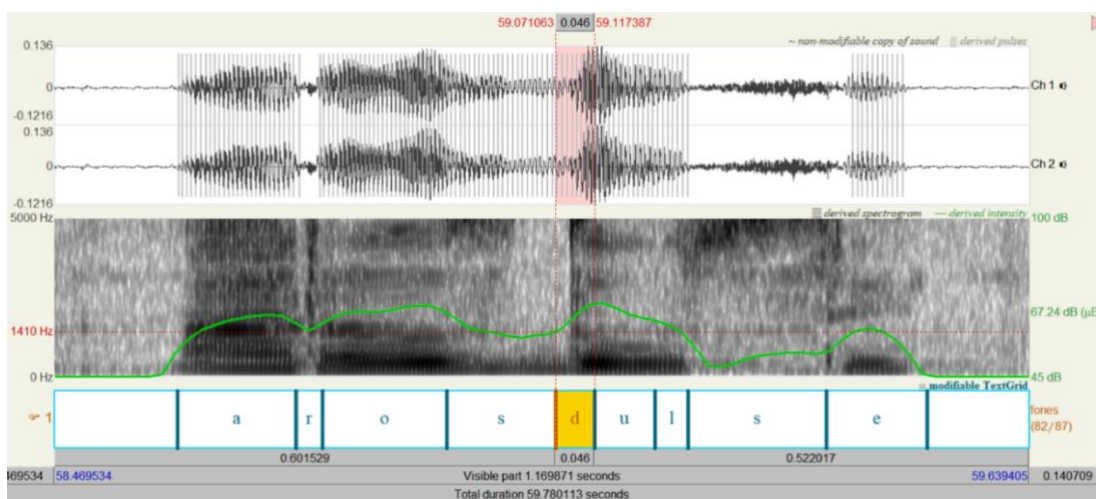 59.071063 0.046 59.117387
~ non-modifiable copy of sound derived pulses
0.136
0
-0.1216
Ch 1
0.136
0
-0.1216
Ch 2
derived spectrogram — derived intensity
5000 Hz
100 dB
1410 Hz
67.24 dB (µE
0 Hz
45 dB
modifiable TextGrid
1 a r o s d u l s e fones
(82/87)
0.601529 0.046 0.522017
469534 58.469534 Visible part 1.169871 seconds 59.639405 0.140709
Total duration 59.780113 seconds